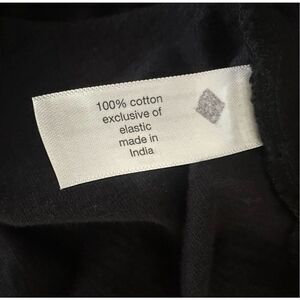 100% cotton
exclusive of
elastic
made in
India